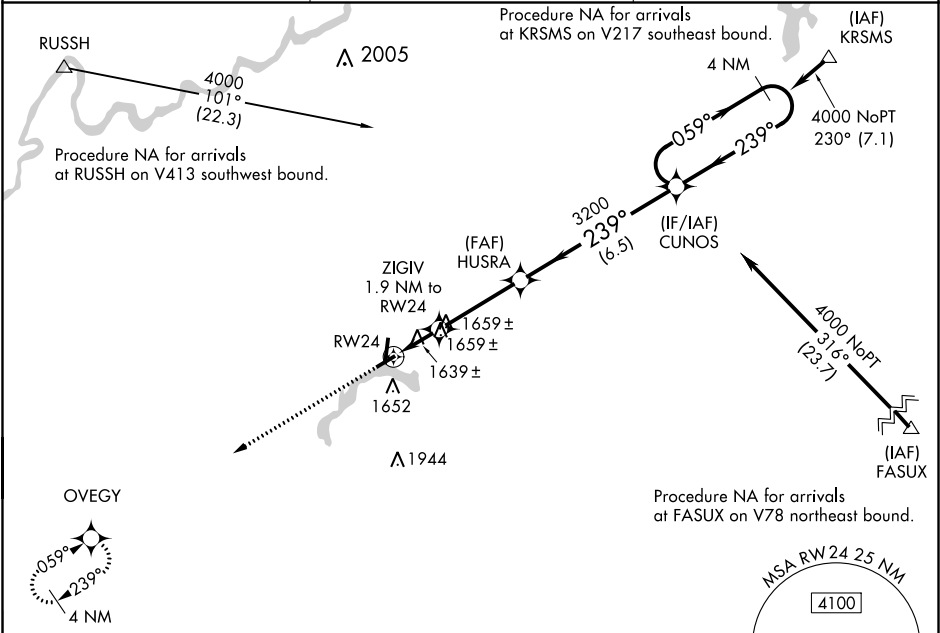 Procedure NA for arrivals
at KRSMS on V217 southeast bound.
(IAF)
KRSMS
RUSSH
2005
4 NM
4000
101°
(22.3)
4000 NoPT
230° (7.1)
059°
239°
Procedure NA for arrivals
at RUSSH on V413 southwest bound.
3200
239°
(6.5)
(IF/IAF)
CUNOS
(FAF)
HUSRA
ZIGIV
1.9 NM to
RW24
1659±
1659±
RW24
1639±
1652
4000 NoPT
316°
(23.7)
1944
(IAF)
FASUX
OVEGY
059°
239°
4 NM
Procedure NA for arrivals
at FASUX on V78 northeast bound.
MSA RW24 25 NM
4100